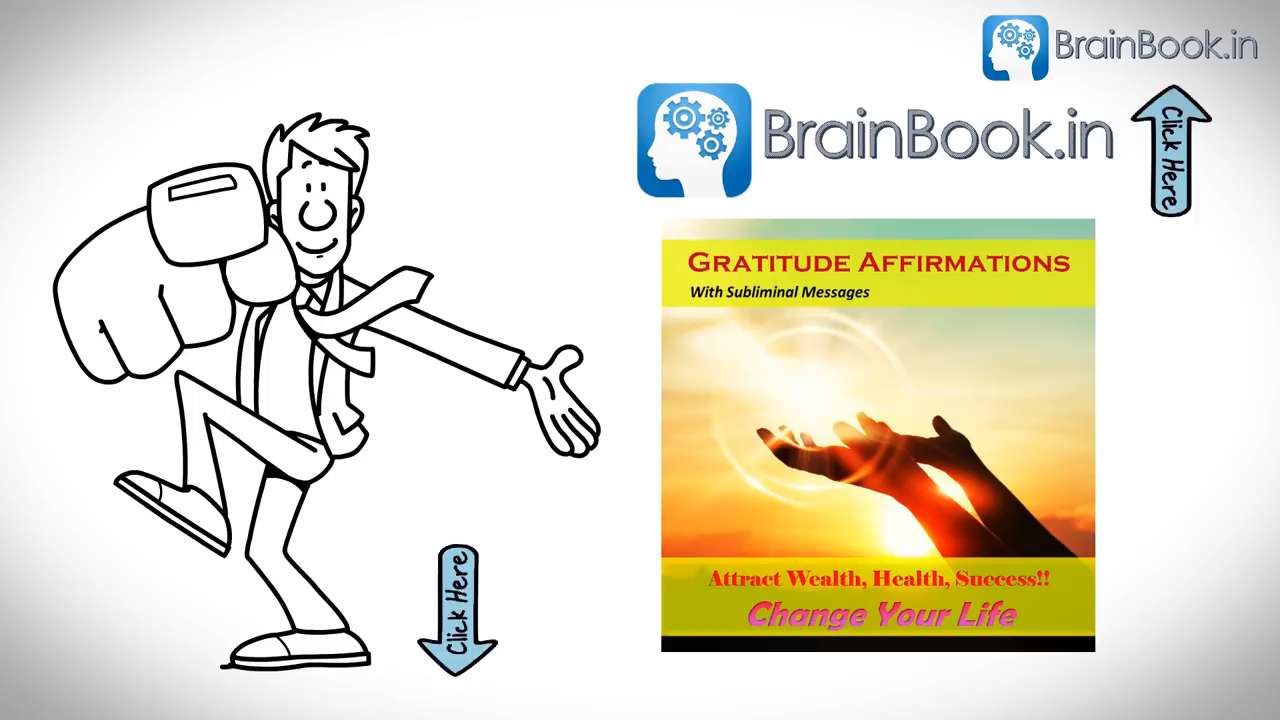 BrainBook.in
BrainBook.in
Click Here
Gratitude Affirmations
With Subliminal Messages
Attract Wealth, Health, Success!!
Change Your Life
Click Here